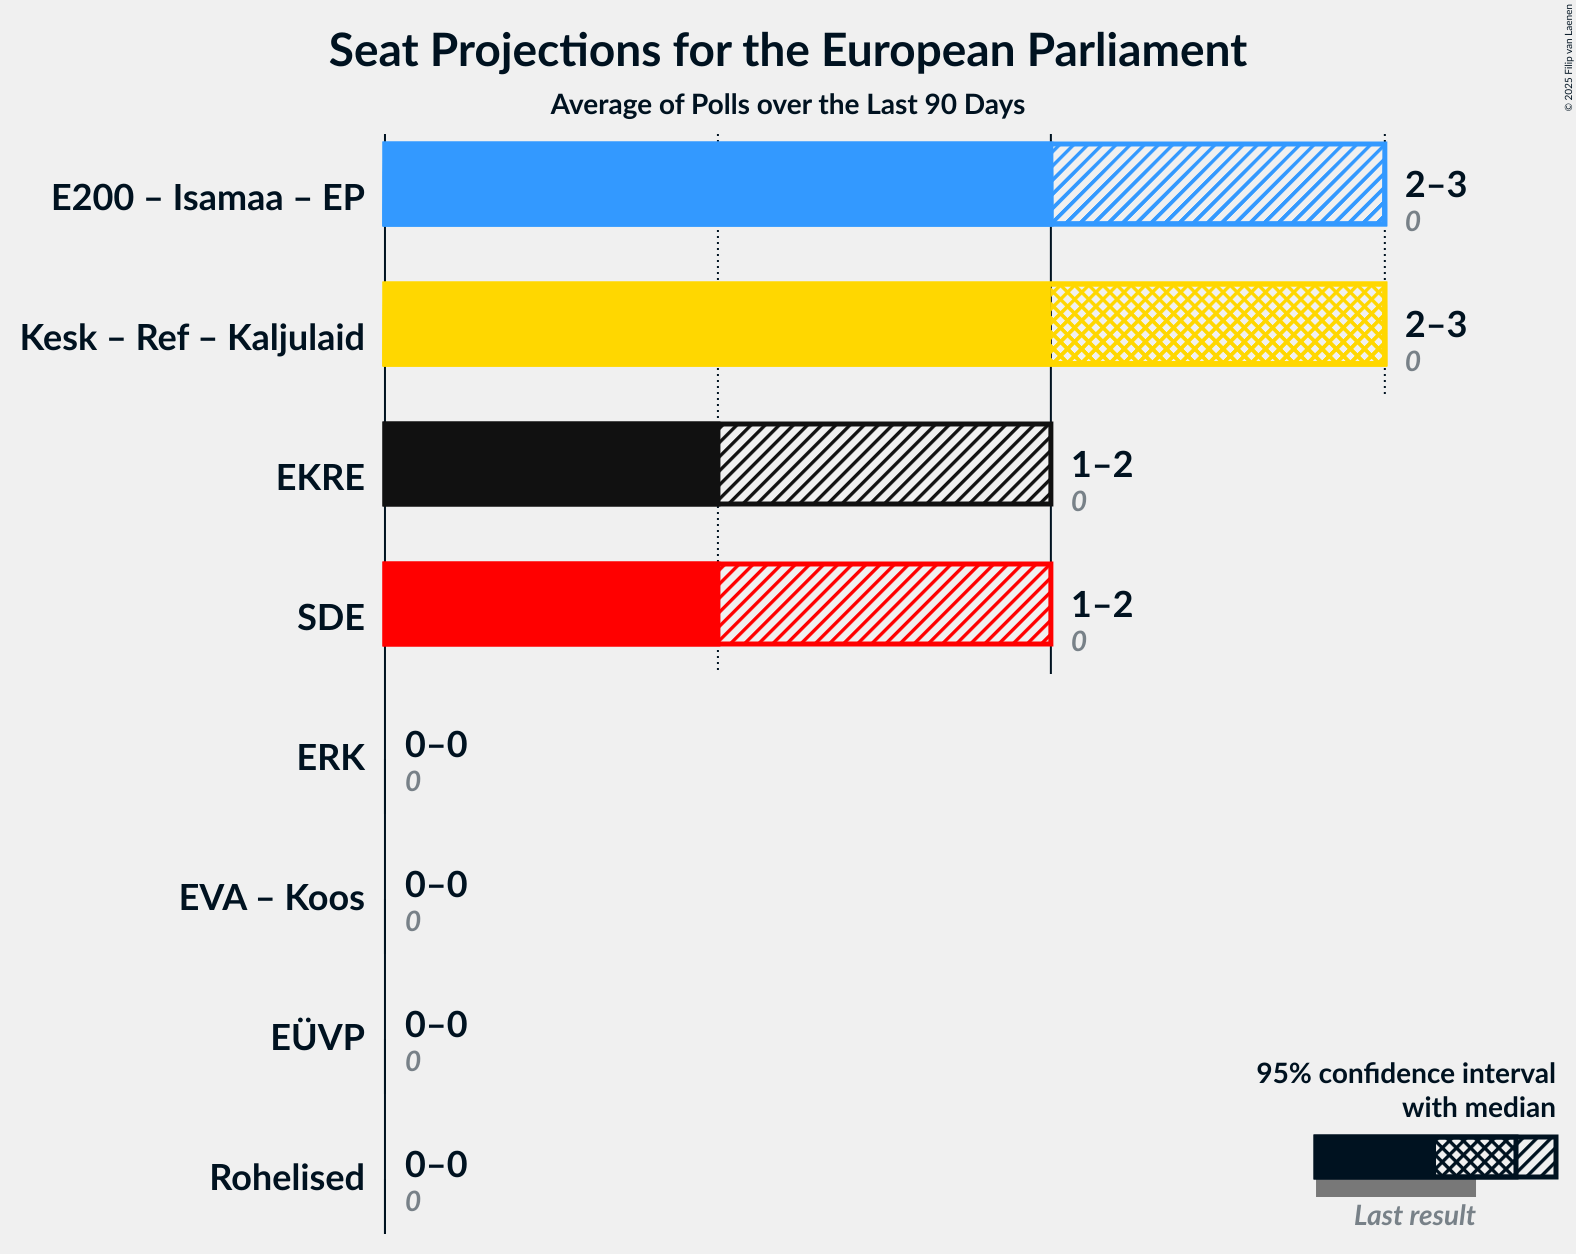 Seat Projections for the European Parliament
Average of Polls over the Last 90 Days
© 2025 Filip van Laenen
E200 – Isamaa – EP
2–3
0
Kesk – Ref – Kaljulaid
2–3
0
EKRE
1–2
0
SDE
1–2
0
ERK
0–0
0
EVA – Koos
0–0
0
EÜVP
0–0
0
Rohelised
0–0
0
95% confidence interval
with median
Last result